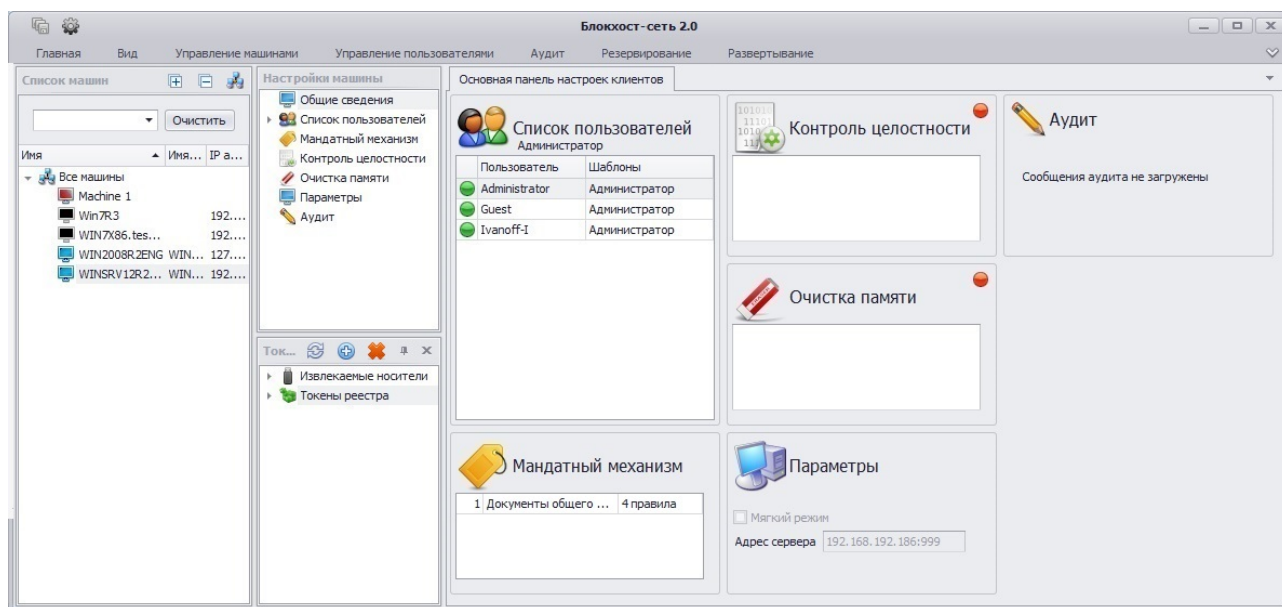 Блокхост-сеть 2.0
Главная Вид Управление машинами Управление пользователями Аудит Резервирование Развертывание
Список машин
Очистить
Имя Имя... IP а...
Все машины
Machine 1
Win7R3 192....
WIN7X86.tes... 192....
WIN2008R2ENG WIN... 127....
WINSRV12R2... WIN... 192....
Настройки машины
Общие сведения
Список пользователей
Мандатный механизм
Контроль целостности
Очистка памяти
Параметры
Аудит
Ток...
Извлекаемые носители
Токены реестра
Основная панель настроек клиентов
Список пользователей
Администратор
Пользователь Шаблоны
Administrator Администратор
Guest Администратор
Ivanoff-I Администратор
Контроль целостности
Аудит
Сообщения аудита не загружены
Очистка памяти
Мандатный механизм
1 Документы общего ... 4 правила
Параметры
Мягкий режим
Адрес сервера 192.168.192.186:999